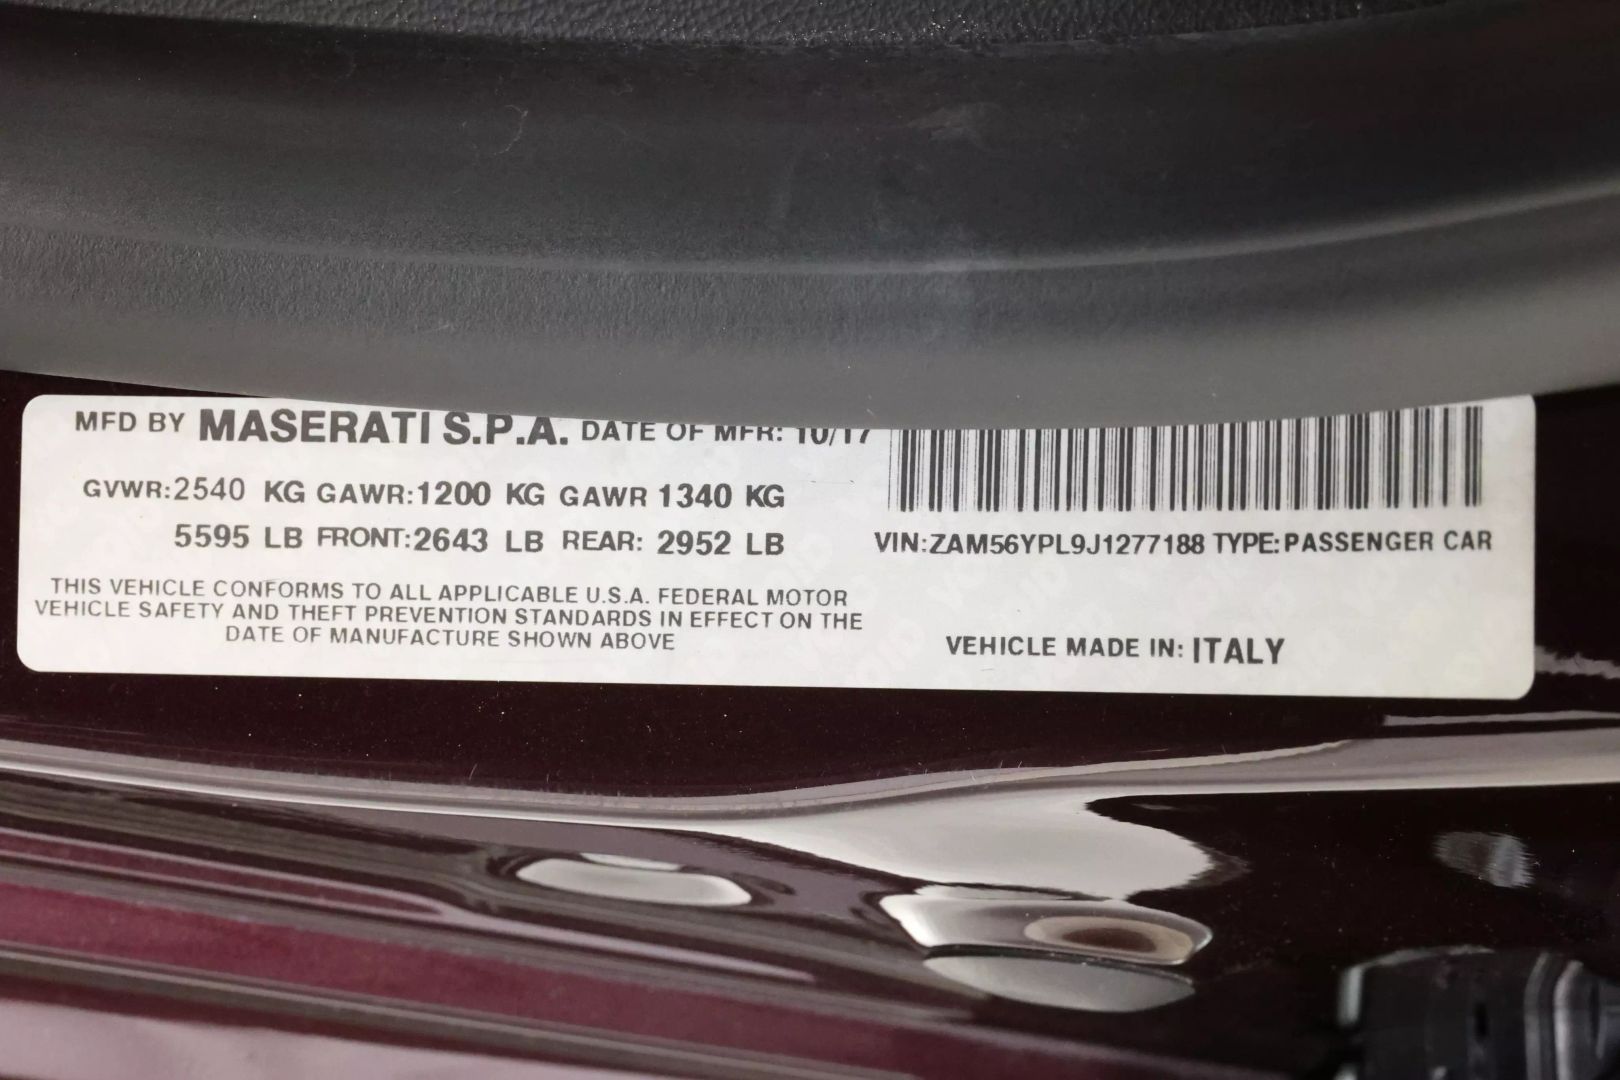 MFD BY MASERATI S.P.A. DATE OF MFR: 10/17
GVWR:2540 KG GAWR:1200 KG GAWR 1340 KG
5595 LB FRONT:2643 LB REAR: 2952 LB
VIN:ZAM56YPL9J1277188 TYPE:PASSENGER CAR
THIS VEHICLE CONFORMS TO ALL APPLICABLE U.S.A. FEDERAL MOTOR
VEHICLE SAFETY AND THEFT PREVENTION STANDARDS IN EFFECT ON THE
DATE OF MANUFACTURE SHOWN ABOVE
VEHICLE MADE IN: ITALY